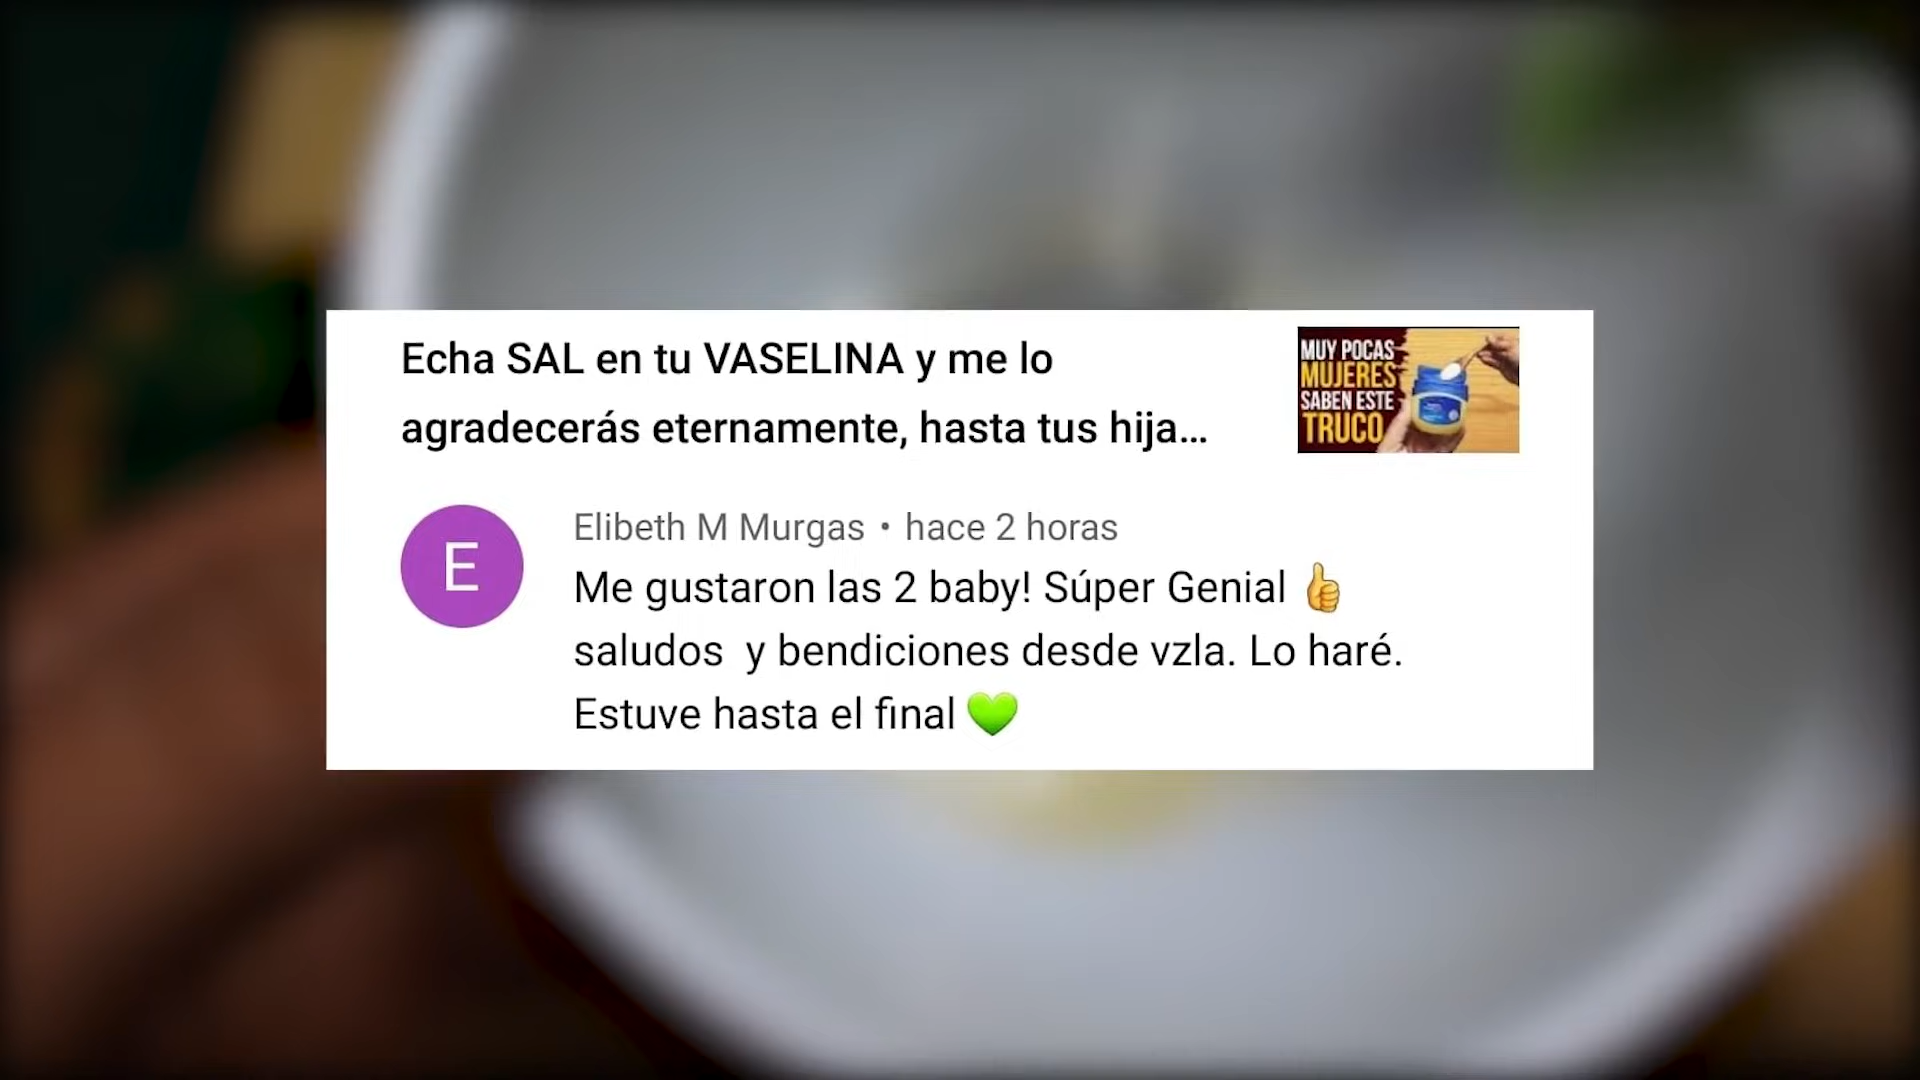 Echa SAL en tu VASELINA y me lo
agradecerás eternamente, hasta tus hija...
MUY POCAS
MUJERES
SABEN ESTE
TRUCO
E
Elibeth M Murgas • hace 2 horas
Me gustaron las 2 baby! Súper Genial 👍
saludos  y bendiciones desde vzla. Lo haré.
Estuve hasta el final 💚